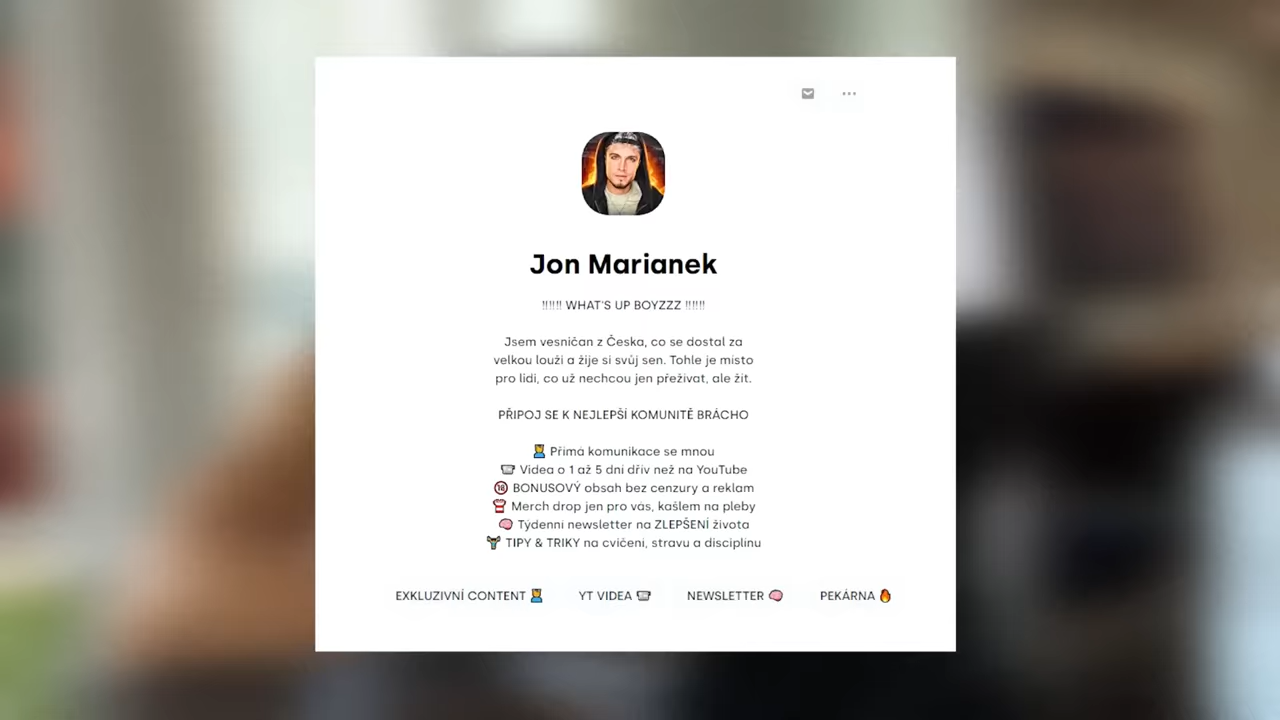 Jon Marianek
!!!!!! WHAT'S UP BOYZZZ !!!!!!
Jsem vesničan z Česka, co se dostal za
velkou louži a žije si svůj sen. Tohle je místo
pro lidi, co už nechcou jen přežívat, ale žít.
PŘIPOJ SE K NEJLEPŠÍ KOMUNITĚ BRÁCHO
Přímá komunikace se mnou
Videa o 1 až 5 dní dřív než na YouTube
🔞 BONUSOVÝ obsah bez cenzury a reklam
Merch drop jen pro vás, kašlem na pleby
🧠 Týdenní newsletter na ZLEPŠENÍ života
TIPY & TRIKY na cvičení, stravu a disciplínu
EXKLUZIVNÍ CONTENT YT VIDEA NEWSLETTER 🧠 PEKÁRNA 🔥